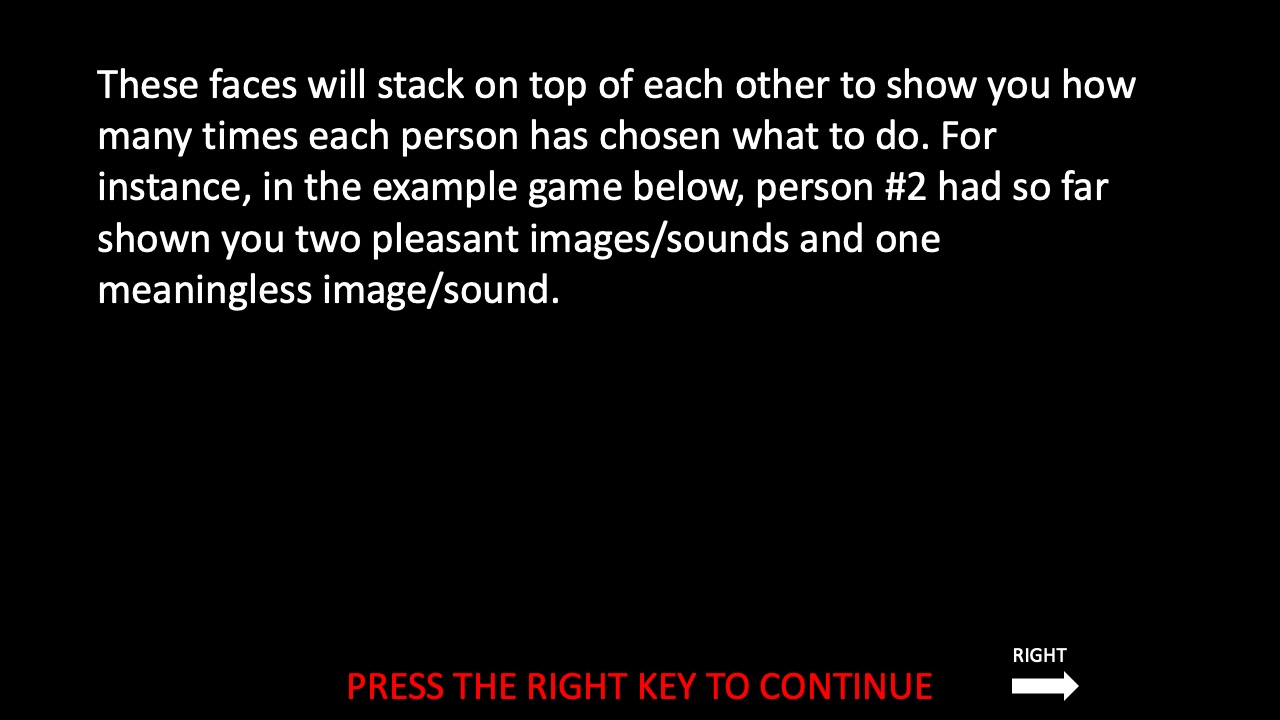 These faces will stack on top of each other to show you how
many times each person has chosen what to do. For
instance, in the example game below, person #2 had so far
shown you two pleasant images/sounds and one
meaningless image/sound.
RIGHT
PRESS THE RIGHT KEY TO CONTINUE